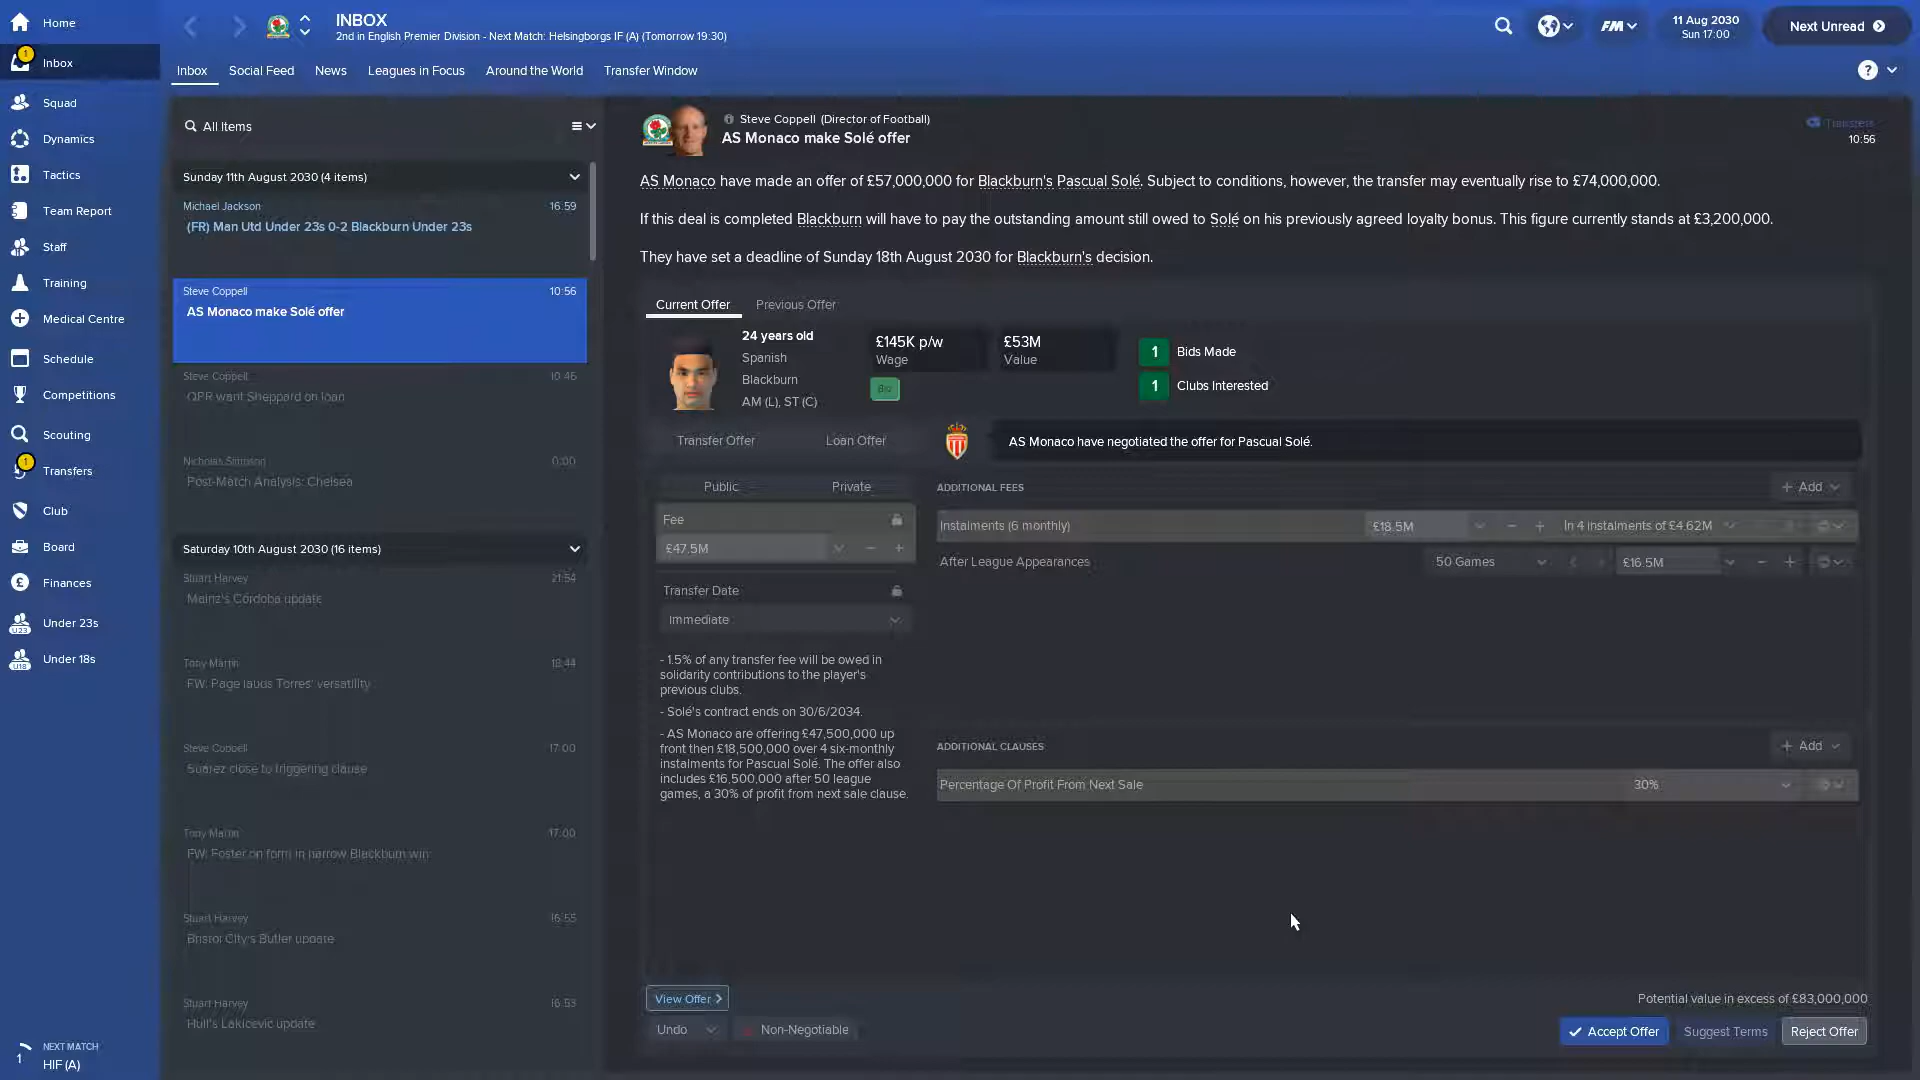 Home
Inbox
Squad
Dynamics
Tactics
Team Report
Staff
Training
Medical Centre
Schedule
Competitions
Scouting
Transfers
Club
Board
Finances
Under 23s
Under 18s
1
1
U23
U18
1
NEXT MATCH
HIF (A)
INBOX
2nd in English Premier Division - Next Match: Helsingborgs IF (A) (Tomorrow 19:30)
FM
11 Aug 2030
Sun 17:00
Next Unread
Inbox Social Feed News Leagues in Focus Around the World Transfer Window
All Items
Sunday 11th August 2030 (4 items)
Michael Jackson 16:59
(FR) Man Utd Under 23s 0-2 Blackburn Under 23s
Steve Coppell 10:56
AS Monaco make Solé offer
Steve Coppell 10:46
QPR want Sheppard on loan
Nicholas Simpson 0:00
Post-Match Analysis: Chelsea
Saturday 10th August 2030 (16 items)
Stuart Harvey 21:54
Mainz's Córdoba update
Tony Martin 18:44
FW: Page lauds Torres' versatility
Steve Coppell 17:00
Suarez close to triggering clause
Tony Martin 17:00
FW: Foster on form in narrow Blackburn win
Stuart Harvey 16:55
Bristol City's Butler update
Stuart Harvey 16:53
Hull's Lakicevic update
Steve Coppell (Director of Football)
AS Monaco make Solé offer
Transfers
10:56
AS Monaco have made an offer of £57,000,000 for Blackburn's Pascual Solé. Subject to conditions, however, the transfer may eventually rise to £74,000,000.
If this deal is completed Blackburn will have to pay the outstanding amount still owed to Solé on his previously agreed loyalty bonus. This figure currently stands at £3,200,000.
They have set a deadline of Sunday 18th August 2030 for Blackburn's decision.
Current Offer Previous Offer
24 years old
Spanish
Blackburn
AM (L), ST (C)
£145K p/w
Wage
Bid
£53M
Value
1 Bids Made
1 Clubs Interested
Transfer Offer Loan Offer
AS Monaco have negotiated the offer for Pascual Solé.
Public Private
Fee
£47.5M
Transfer Date
Immediate
- 1.5% of any transfer fee will be owed in
solidarity contributions to the player's
previous clubs.
- Solé's contract ends on 30/6/2034.
- AS Monaco are offering £47,500,000 up
front then £18,500,000 over 4 six-monthly
instalments for Pascual Solé. The offer also
includes £16,500,000 after 50 league
games, a 30% of profit from next sale clause.
ADDITIONAL FEES + Add
Instalments (6 monthly) £18.5M - + In 4 instalments of £4.62M
After League Appearances 50 Games £16.5M - +
ADDITIONAL CLAUSES + Add
Percentage Of Profit From Next Sale 30%
View Offer
Potential value in excess of £83,000,000
Undo Non-Negotiable
Accept Offer Suggest Terms Reject Offer